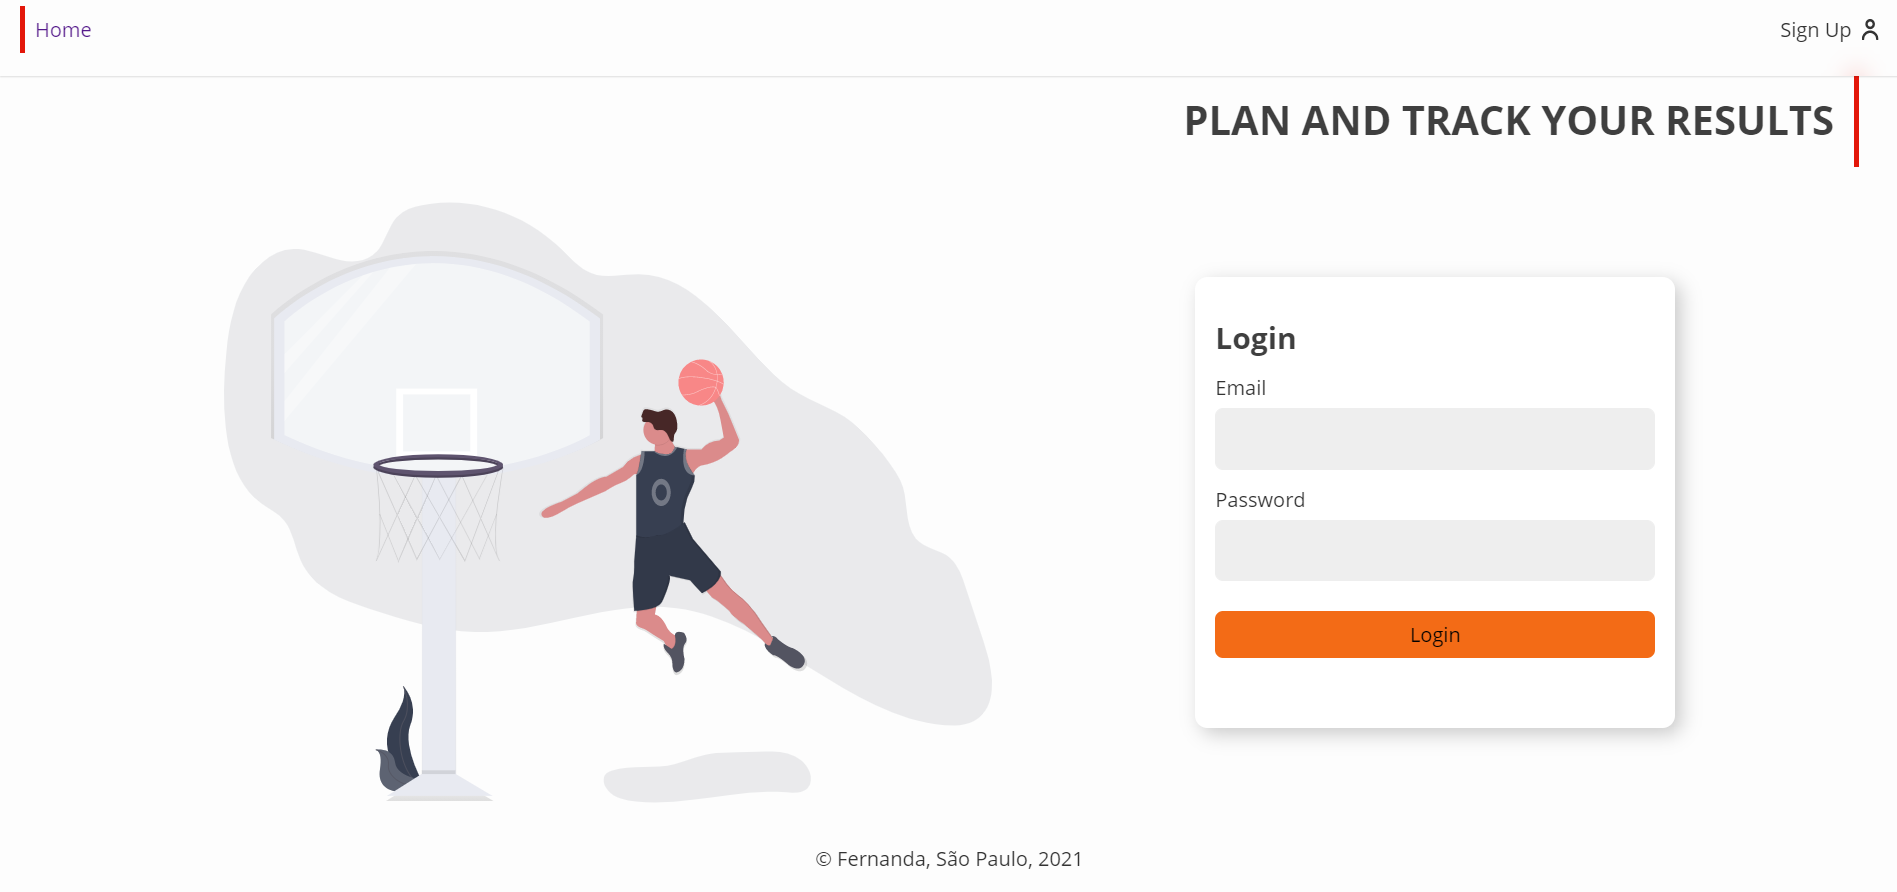 Home
Sign Up
PLAN AND TRACK YOUR RESULTS
Login
Email
Password
Login
© Fernanda, São Paulo, 2021